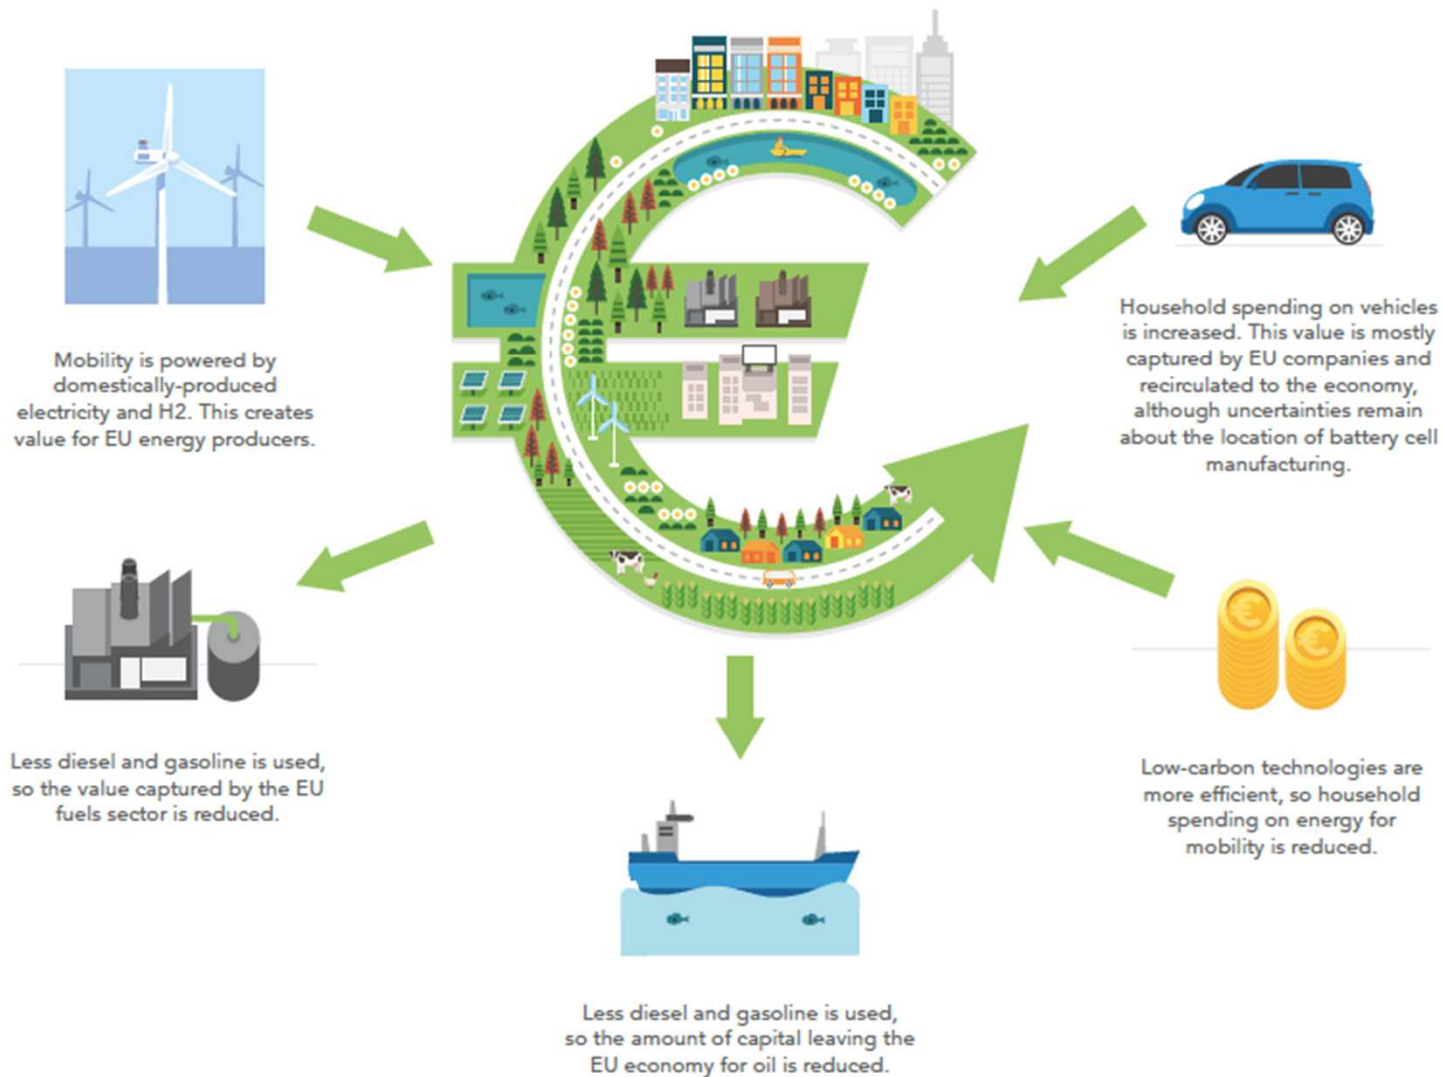 Mobility is powered by
domestically-produced
electricity and H2. This creates
value for EU energy producers.
Household spending on vehicles
is increased. This value is mostly
captured by EU companies and
recirculated to the economy,
although uncertainties remain
about the location of battery cell
manufacturing.
Less diesel and gasoline is used,
so the value captured by the EU
fuels sector is reduced.
Low-carbon technologies are
more efficient, so household
spending on energy for
mobility is reduced.
Less diesel and gasoline is used,
so the amount of capital leaving the
EU economy for oil is reduced.